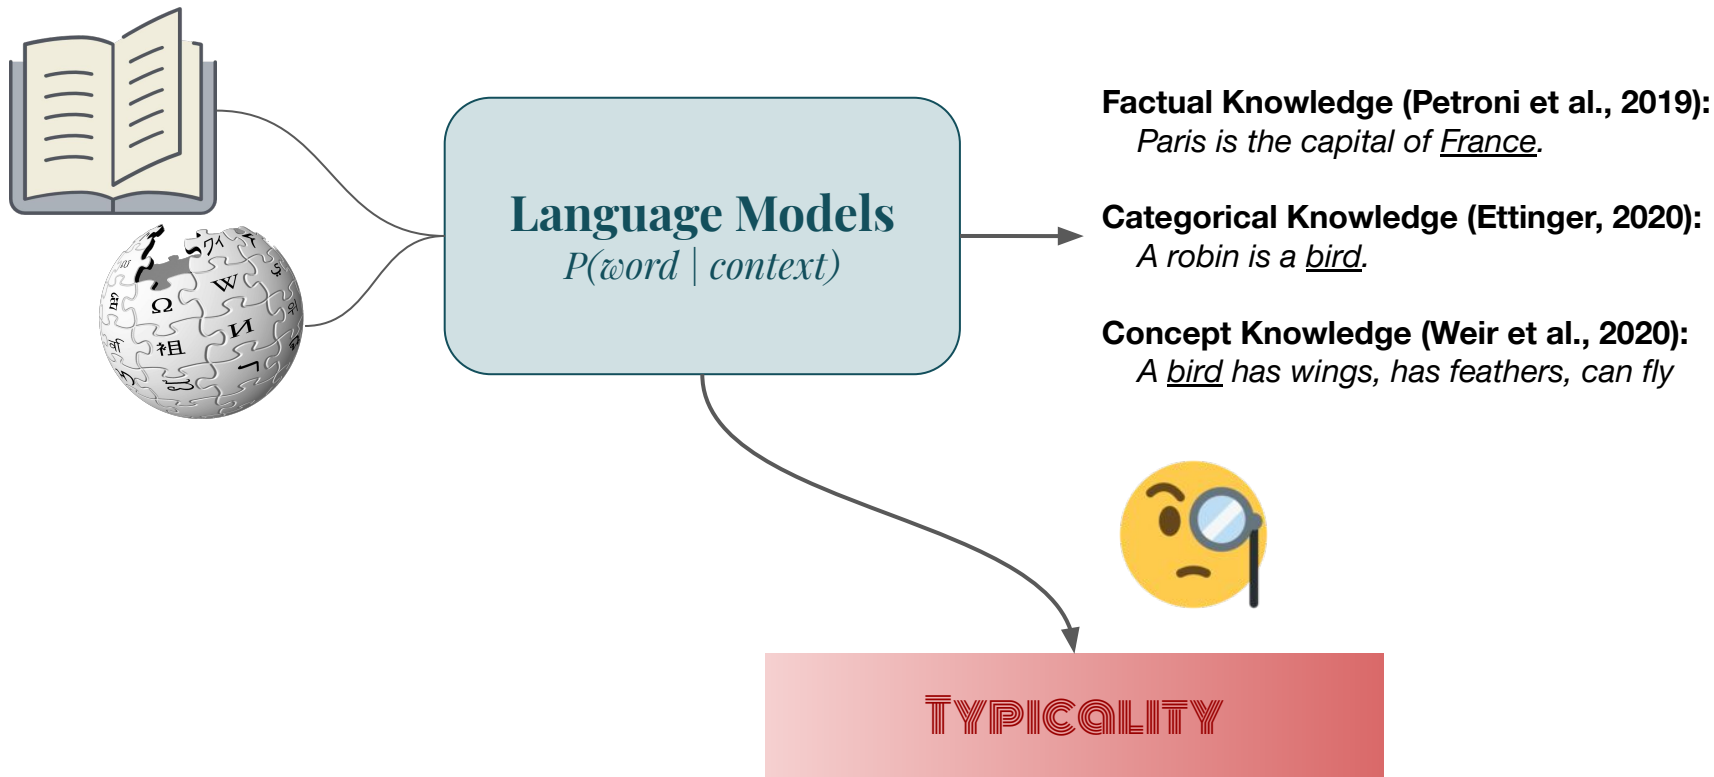 Language Models
P(word | context)
Factual Knowledge (Petroni et al., 2019):
Paris is the capital of France.
Categorical Knowledge (Ettinger, 2020):
A robin is a bird.
Concept Knowledge (Weir et al., 2020):
A bird has wings, has feathers, can fly
Ω
W
И
祖
TYPICALITY